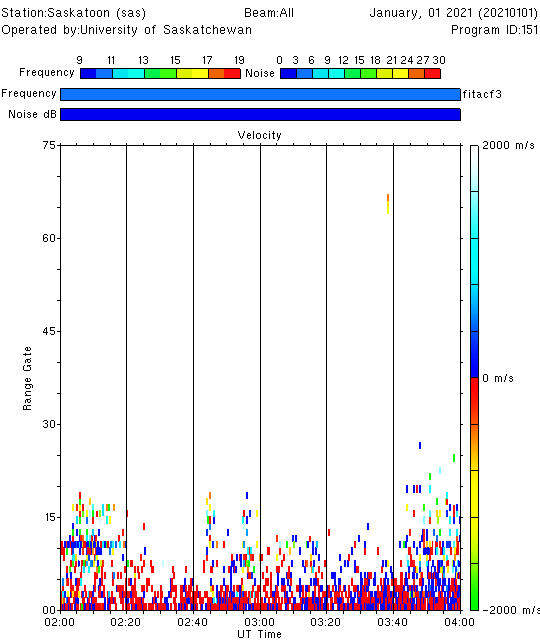 Station:Saskatoon (sas) Beam:All January, 01 2021 (20210101)
Operated by:University of Saskatchewan Program ID:151
9 11 13 15 17 19 0 3 6 9 12 15 18 21 24 27 30
Frequency Noise
Frequency fitacf3
Noise dB
Velocity
75 2000 m/s
60
45
0 m/s
Range Gate
30
15
00 -2000 m/s
02:00 02:20 02:40 03:00 03:20 03:40 04:00
UT Time